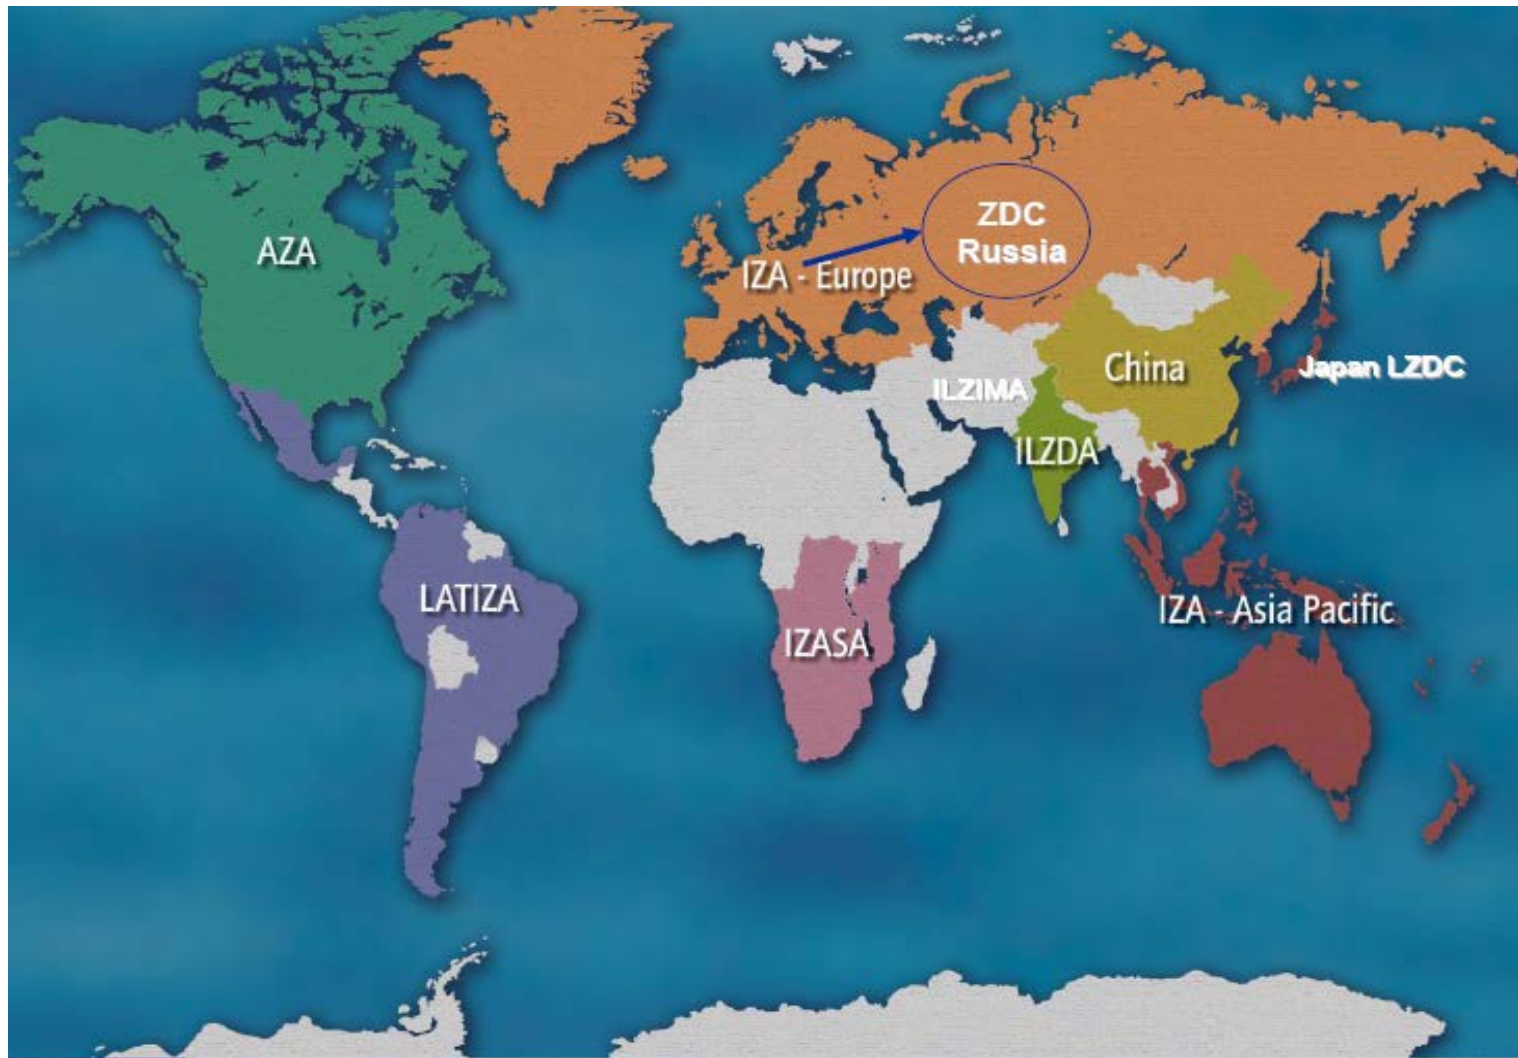 AZA
ZDC
Russia
IZA - Europe
China
Japan LZDC
ILZIMA
ILZDA
LATIZA
IZASA
IZA - Asia Pacific